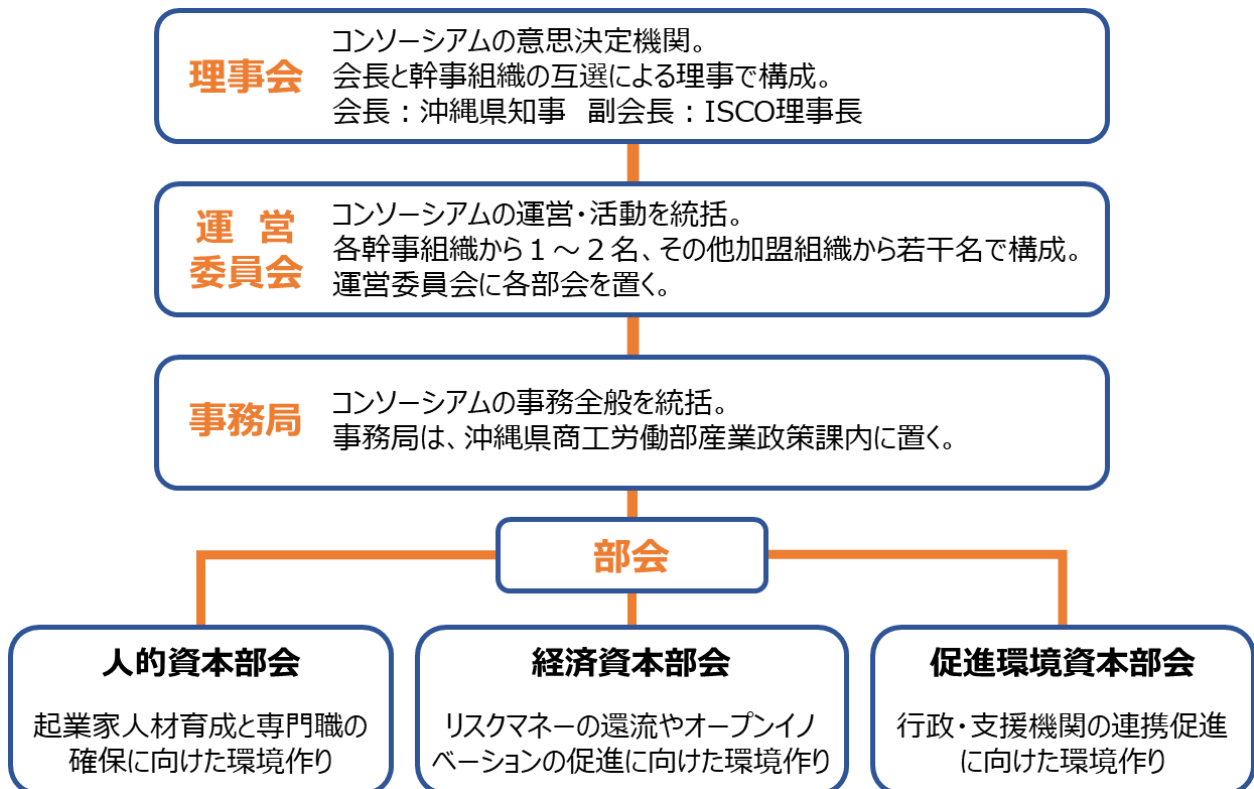 理事会
コンソーシアムの意思決定機関。
会長と幹事組織の互選による理事で構成。
会長：沖縄県知事　副会長：ISCO理事長
運　営
委員会
コンソーシアムの運営・活動を統括。
各幹事組織から１～２名、その他加盟組織から若干名で構成。
運営委員会に各部会を置く。
事務局
コンソーシアムの事務全般を統括。
事務局は、沖縄県商工労働部産業政策課内に置く。
部会
人的資本部会
起業家人材育成と専門職の
確保に向けた環境作り
経済資本部会
リスクマネーの還流やオープンイノ
ベーションの促進に向けた環境作り
促進環境資本部会
行政・支援機関の連携促進
に向けた環境作り